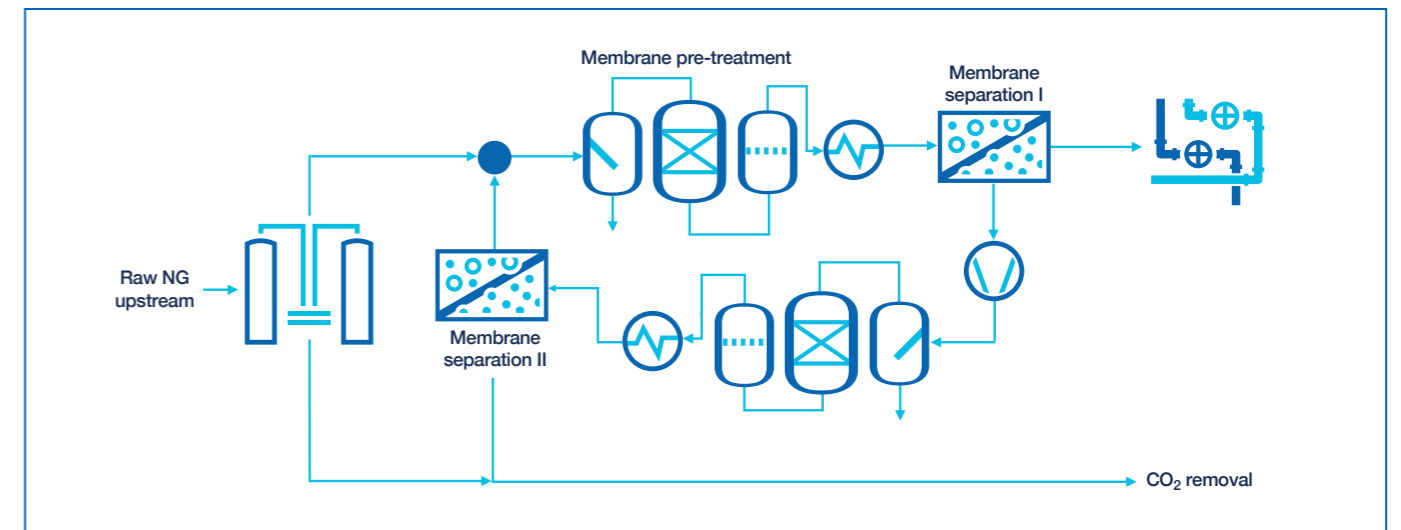 Membrane pre-treatment
Membrane
separation I
Raw NG
upstream
Membrane
separation II
CO₂ removal